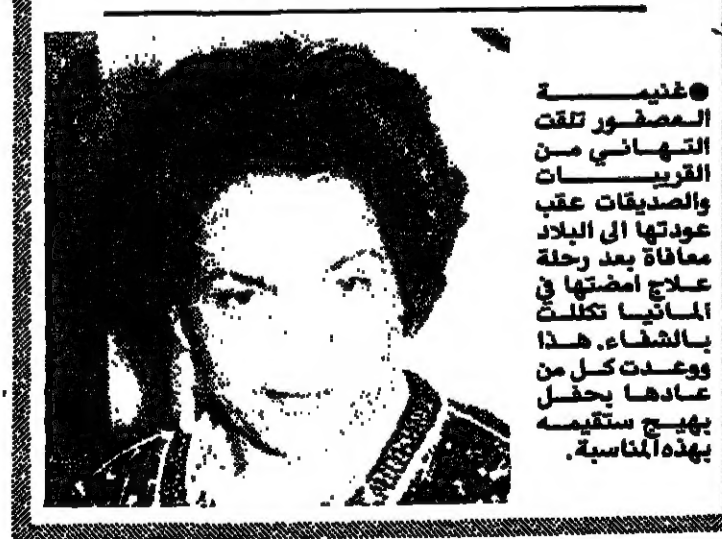 ●غنيمة
المصفور تلقت
التهاني من
القريبات
والصديقات عقب
عودتها الى البلاد
معافاة بعد رحلة
علاج امضتها في
المانيا تكللت
بالشفاء. هذا
ووعدت كل من
عادها بحفل
بهيج ستقيمه
بهذه المناسبة.